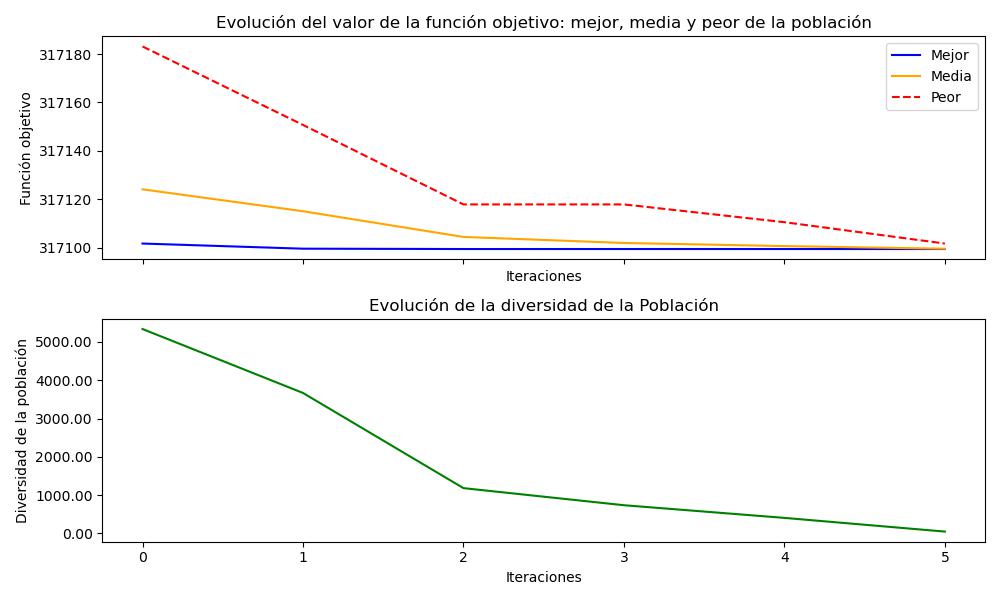 Evolución del valor de la función objetivo: mejor, media y peor de la población
Función objetivo
317180
317160
317140
317120
317100
Mejor
Media
Peor
Iteraciones
Evolución de la diversidad de la Población
Diversidad de la población
5000.00
4000.00
3000.00
2000.00
1000.00
0.00
0 1 2 3 4 5
Iteraciones